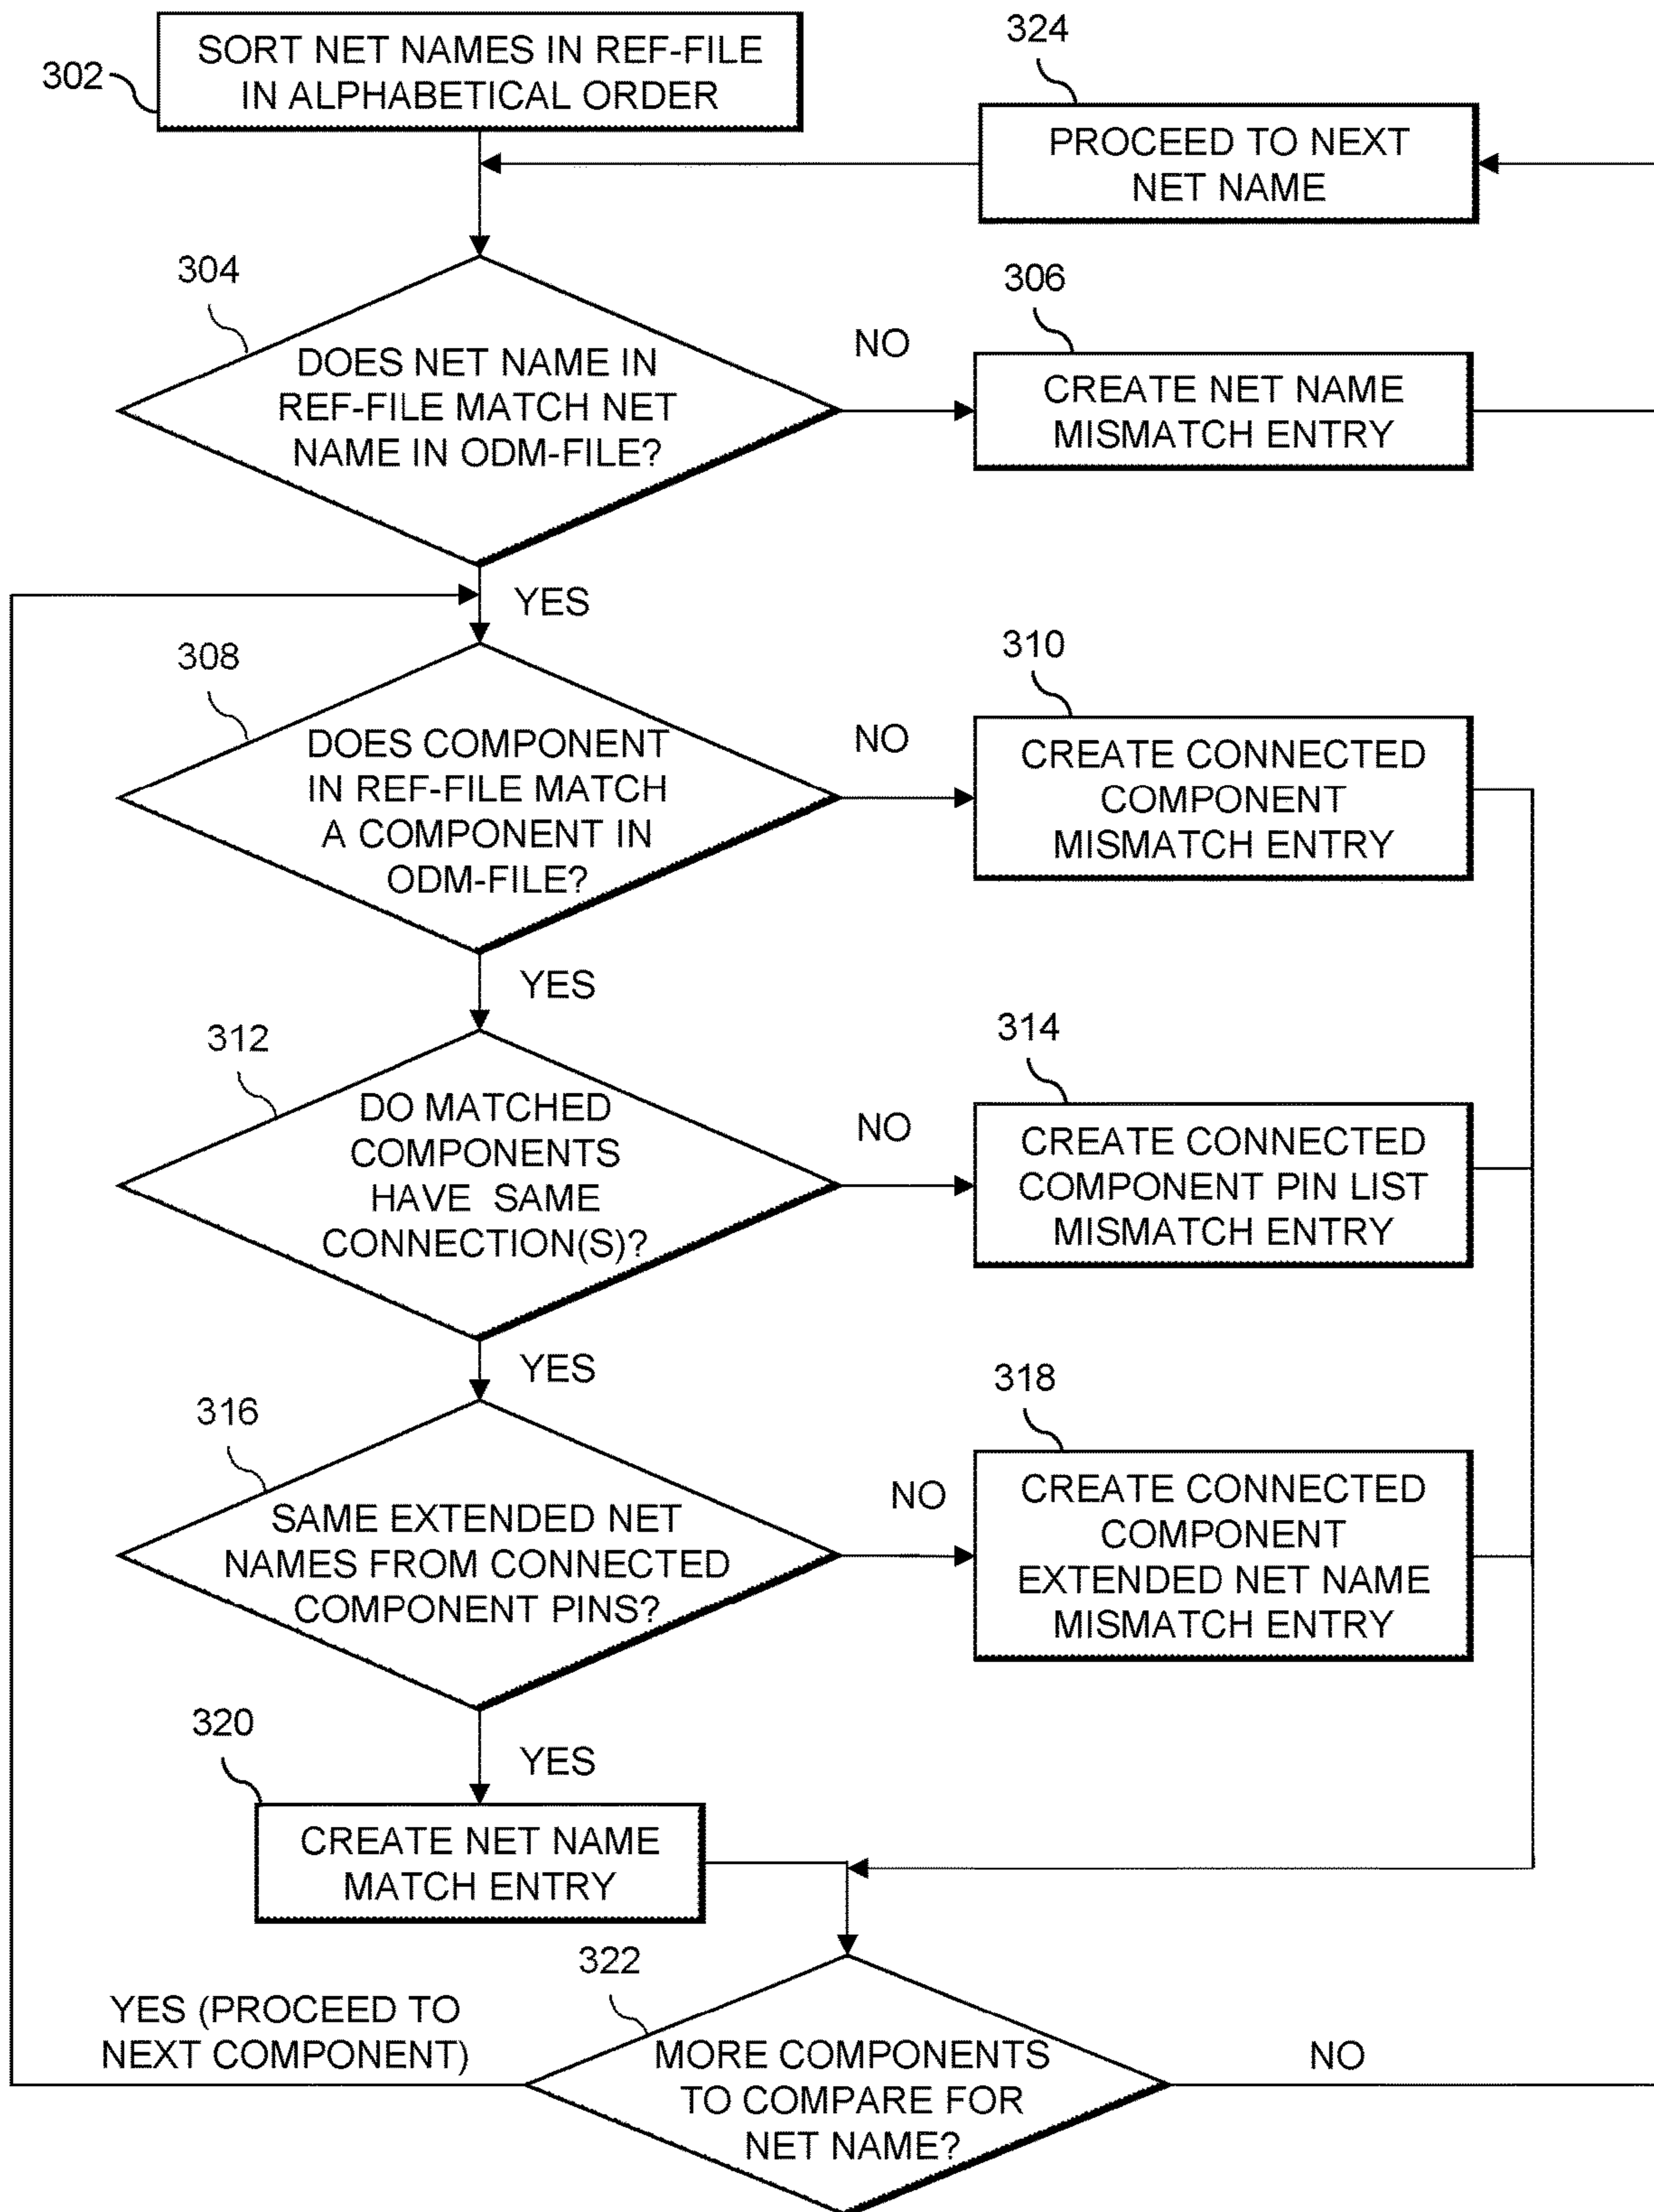 302
SORT NET NAMES IN REF-FILE
IN ALPHABETICAL ORDER
324
PROCEED TO NEXT
NET NAME
304
DOES NET NAME IN
REF-FILE MATCH NET
NAME IN ODM-FILE?
NO
306
CREATE NET NAME
MISMATCH ENTRY
YES
308
DOES COMPONENT
IN REF-FILE MATCH
A COMPONENT IN
ODM-FILE?
NO
310
CREATE CONNECTED
COMPONENT
MISMATCH ENTRY
YES
312
DO MATCHED
COMPONENTS
HAVE SAME
CONNECTION(S)?
NO
314
CREATE CONNECTED
COMPONENT PIN LIST
MISMATCH ENTRY
YES
316
SAME EXTENDED NET
NAMES FROM CONNECTED
COMPONENT PINS?
NO
318
CREATE CONNECTED
COMPONENT
EXTENDED NET NAME
MISMATCH ENTRY
YES
320
CREATE NET NAME
MATCH ENTRY
322
MORE COMPONENTS
TO COMPARE FOR
NET NAME?
YES (PROCEED TO
NEXT COMPONENT)
NO